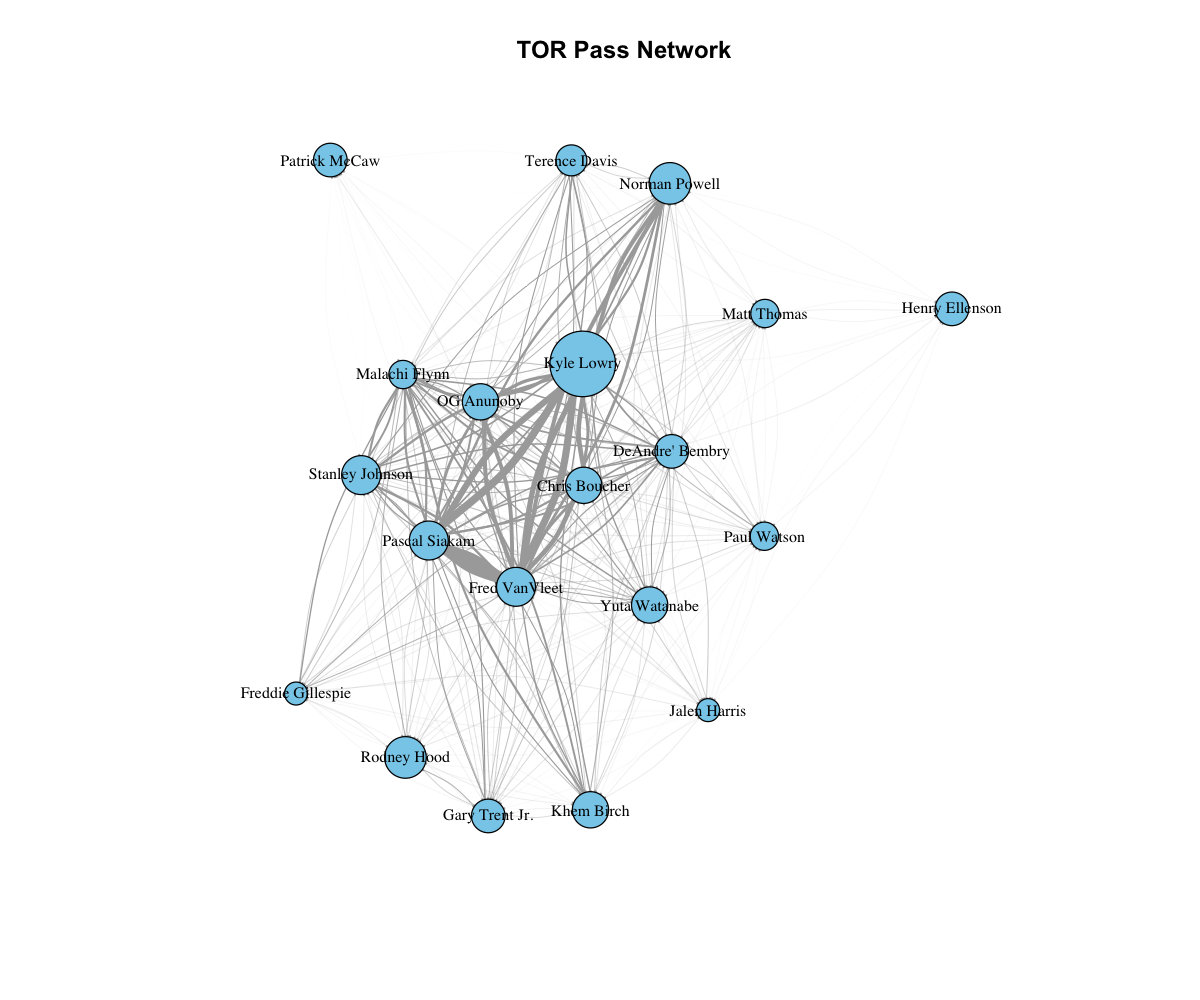 TOR Pass Network
Patrick McCaw
Terence Davis
Norman Powell
Henry Ellenson
Matt Thomas
Kyle Lowry
Malachi Flynn
OG Anunoby
DeAndre' Bembry
Stanley Johnson
Chris Boucher
Paul Watson
Pascal Siakam
Fred VanVleet
Yuta Watanabe
Freddie Gillespie
Jalen Harris
Rodney Hood
Khem Birch
Gary Trent Jr.